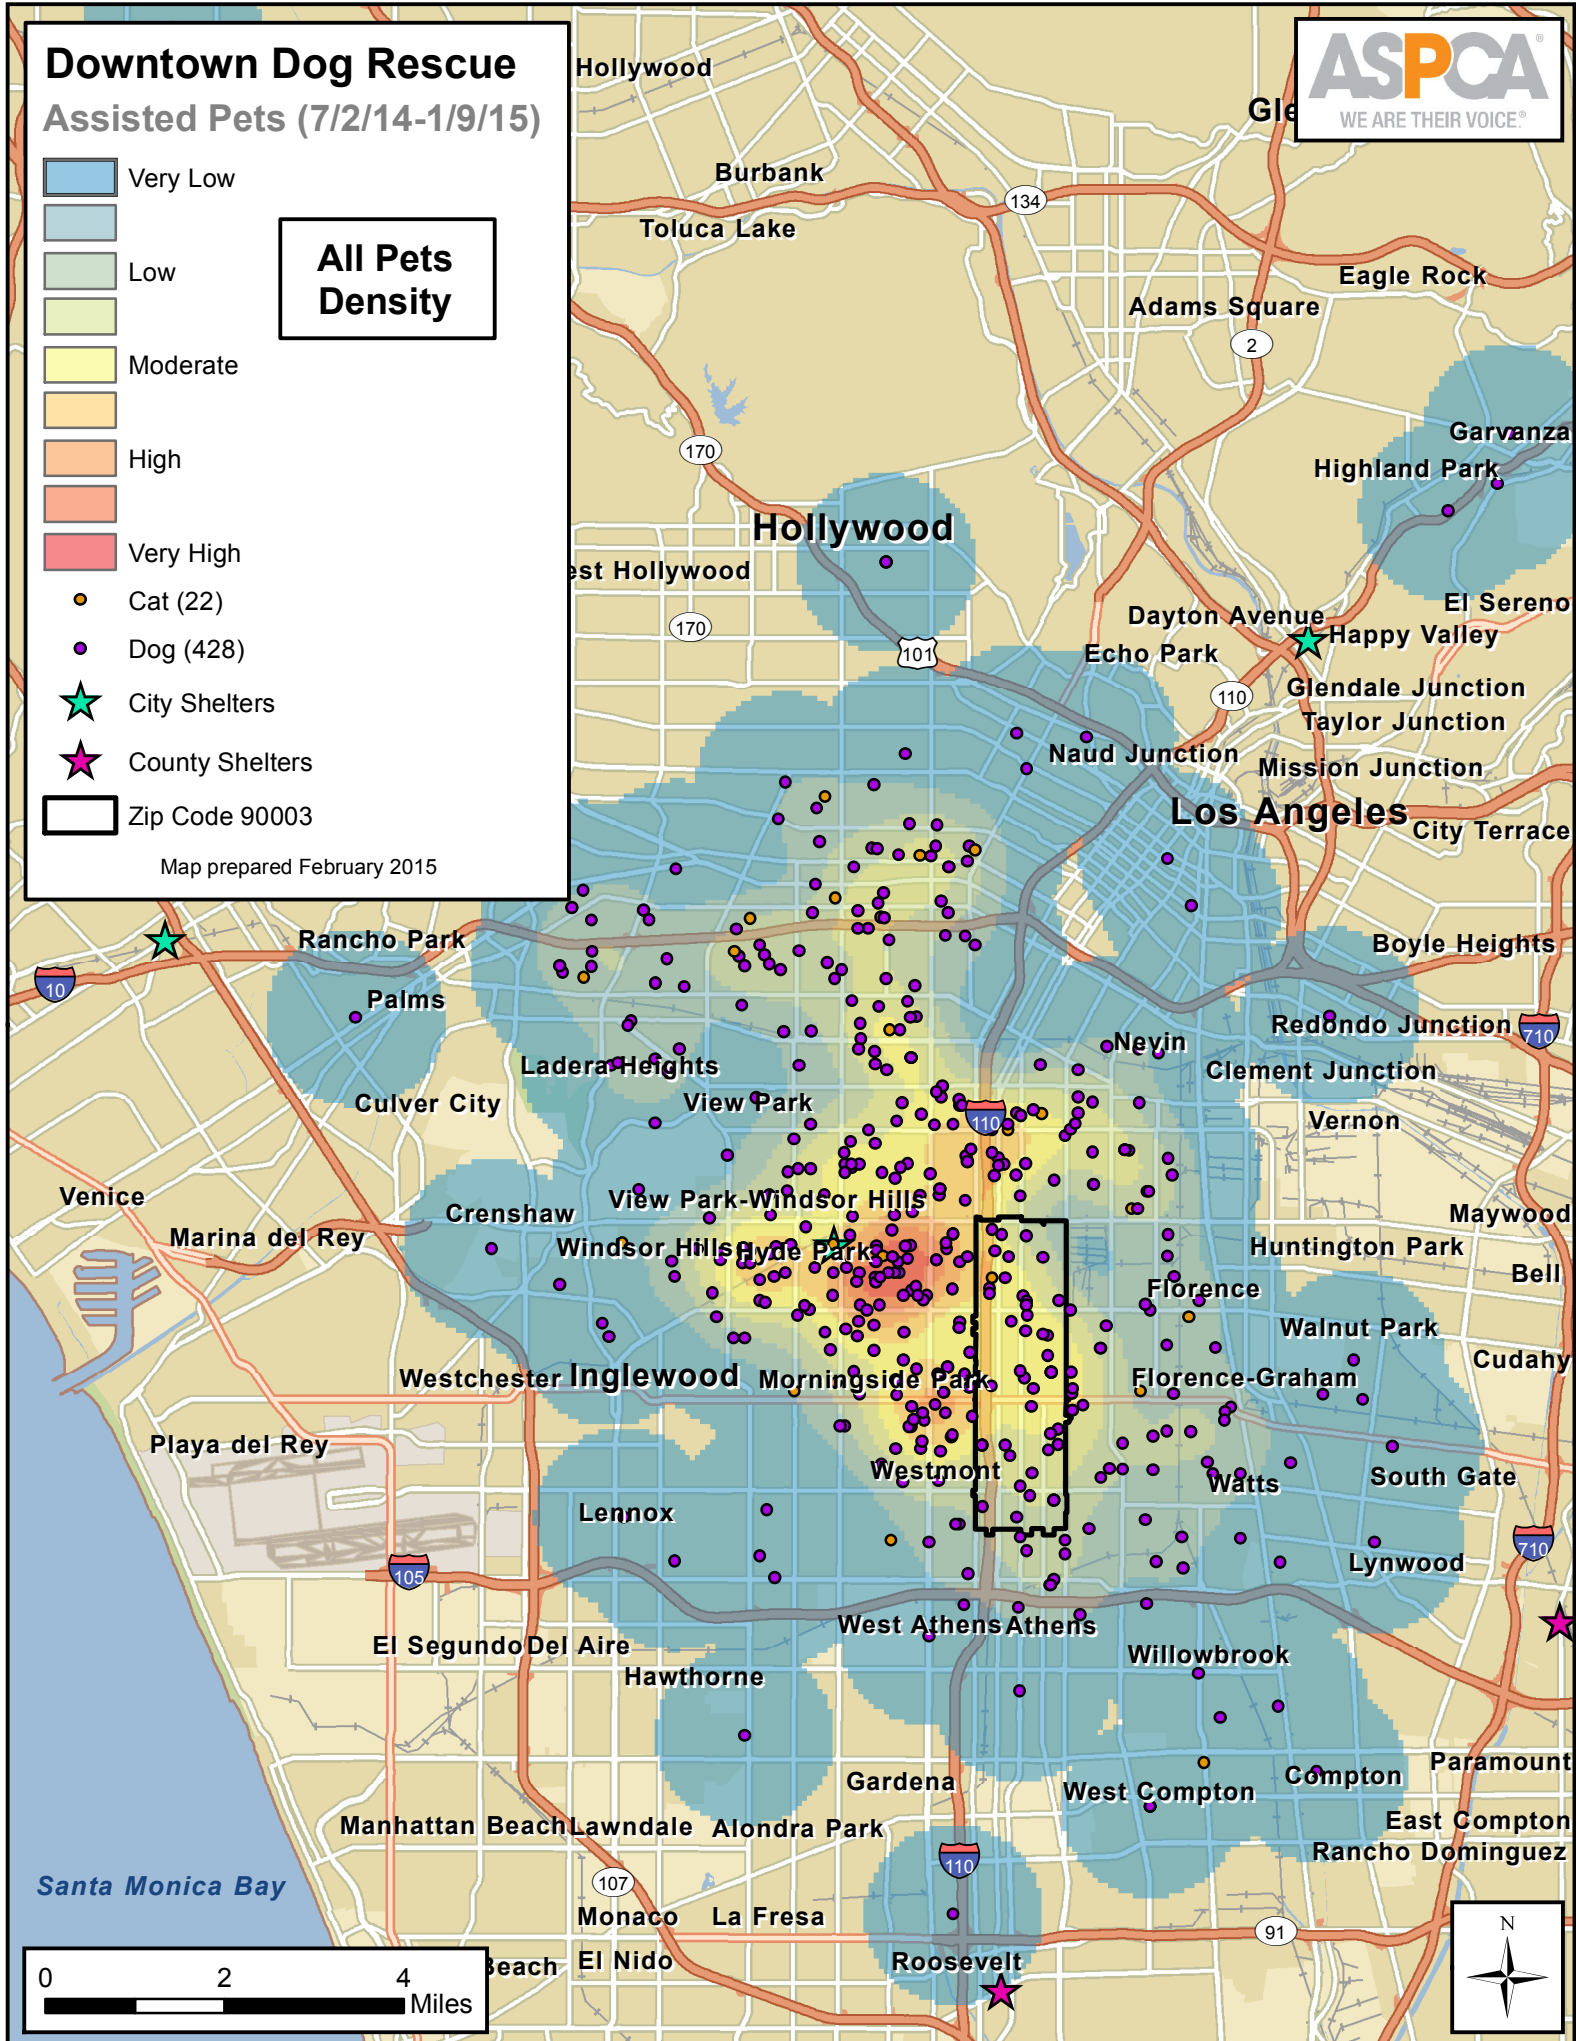 Downtown Dog Rescue
Assisted Pets (7/2/14-1/9/15)
Very Low
Low
Moderate
High
Very High
All Pets
Density
Cat (22)
Dog (428)
City Shelters
County Shelters
Zip Code 90003
Map prepared February 2015
ASPCA®
WE ARE THEIR VOICE®
Hollywood
Gle
Burbank
134
Toluca Lake
Eagle Rock
Adams Square
2
Garvanza
170
Highland Park
Hollywood
est Hollywood
El Sereno
Dayton Avenue
170
Happy Valley
101
Echo Park
110
Glendale Junction
Taylor Junction
Naud Junction
Mission Junction
Los Angeles
City Terrace
Rancho Park
Boyle Heights
10
Palms
Redondo Junction
710
Nevin
Ladera Heights
Clement Junction
Culver City
View Park
110
Vernon
Venice
View Park-Windsor Hills
Crenshaw
Maywood
Marina del Rey
Windsor Hills
Hyde Park
Huntington Park
Bell
Florence
Walnut Park
Cudahy
Westchester
Inglewood
Morningside Park
Florence-Graham
Playa del Rey
Westmont
Watts
South Gate
Lennox
710
105
Lynwood
West Athens
Athens
El Segundo
Del Aire
Willowbrook
Hawthorne
Paramount
Gardena
West Compton
Compton
Manhattan Beach
Lawndale
Alondra Park
East Compton
Rancho Dominguez
110
Santa Monica Bay
107
Monaco
La Fresa
91
N
Beach
El Nido
Roosevelt
0 2 4
Miles